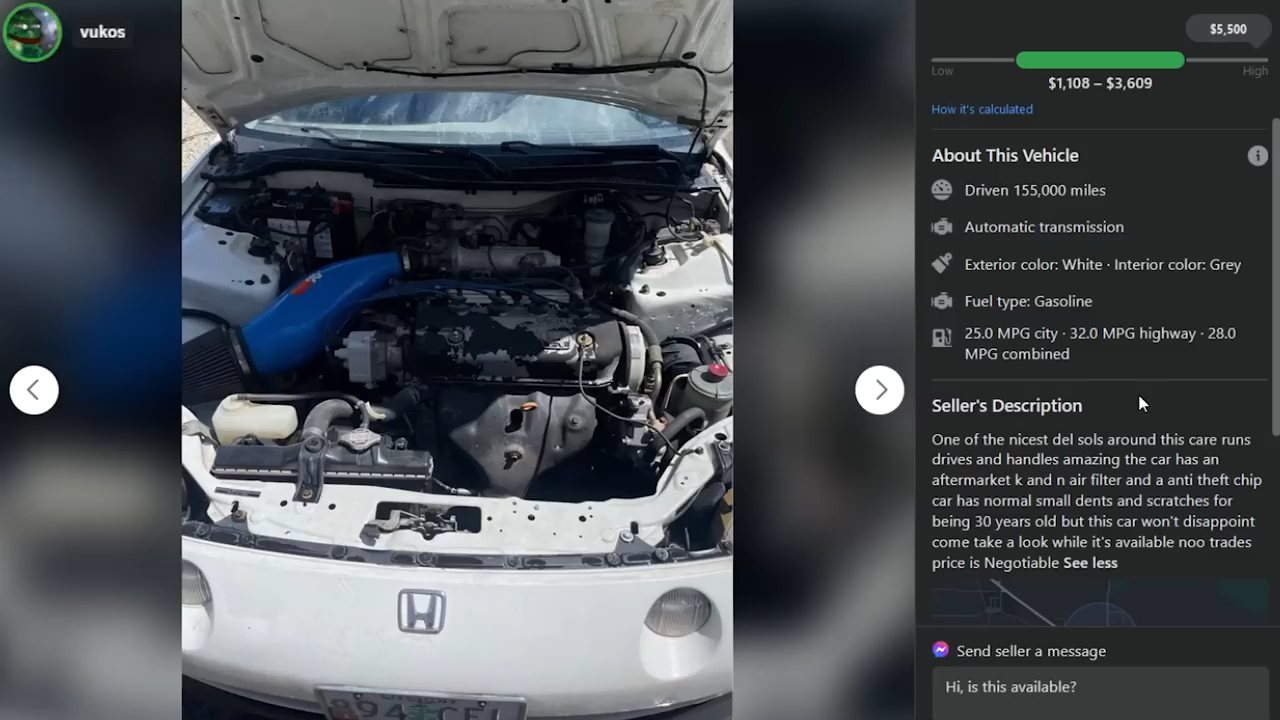 vukos
$5,500
Low
High
$1,108 – $3,609
How it's calculated
About This Vehicle
Driven 155,000 miles
Automatic transmission
Exterior color: White · Interior color: Grey
Fuel type: Gasoline
25.0 MPG city · 32.0 MPG highway · 28.0
MPG combined
Seller's Description
One of the nicest del sols around this care runs
drives and handles amazing the car has an
aftermarket k and n air filter and a anti theft chip
car has normal small dents and scratches for
being 30 years old but this car won't disappoint
come take a look while it's available noo trades
price is Negotiable See less
Send seller a message
Hi, is this available?